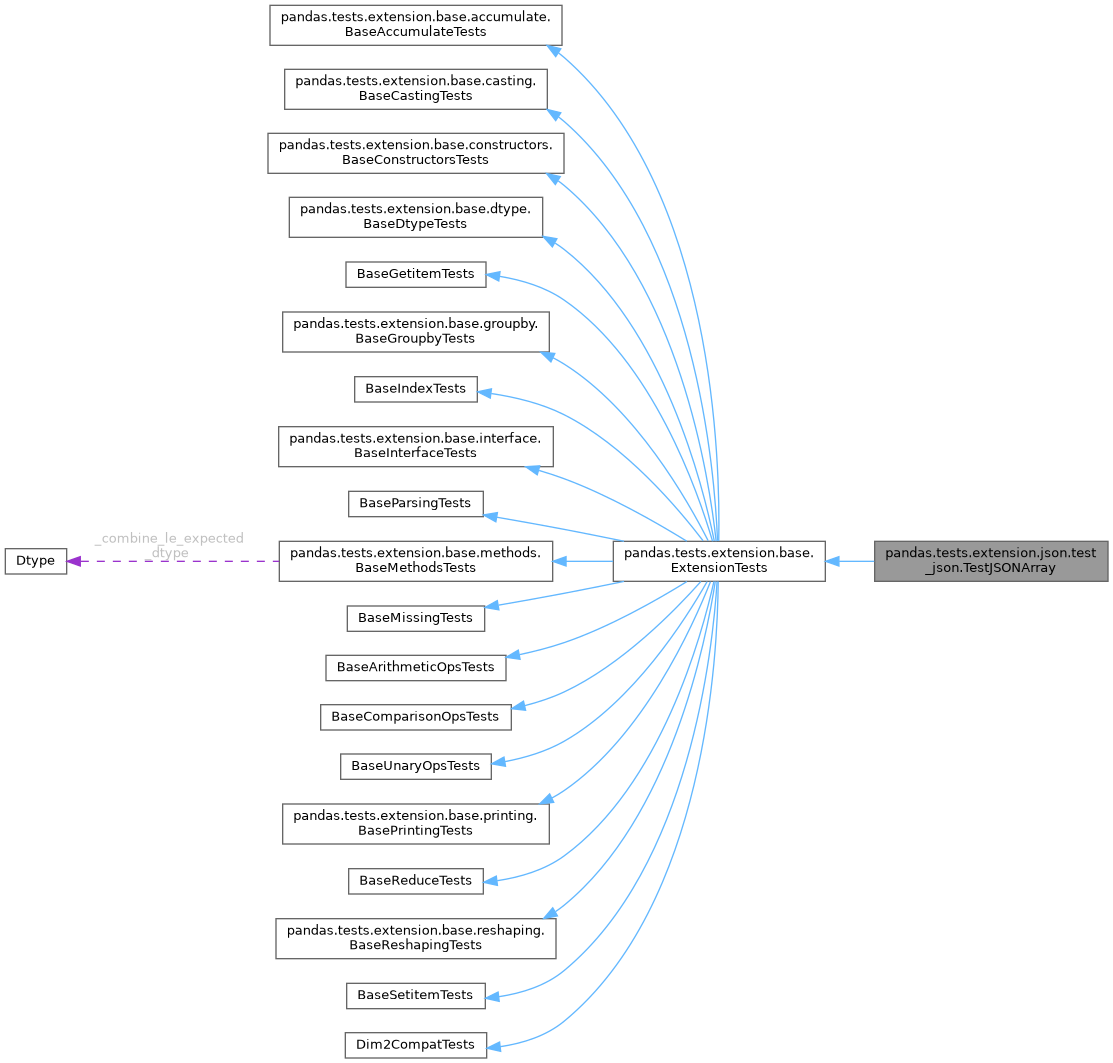 pandas.tests.extension.base.accumulate.
BaseAccumulateTests
pandas.tests.extension.base.casting.
BaseCastingTests
pandas.tests.extension.base.constructors.
BaseConstructorsTests
pandas.tests.extension.base.dtype.
BaseDtypeTests
BaseGetitemTests
pandas.tests.extension.base.groupby.
BaseGroupbyTests
BaseIndexTests
pandas.tests.extension.base.interface.
BaseInterfaceTests
BaseParsingTests
Dtype
_combine_le_expected
_dtype
pandas.tests.extension.base.methods.
BaseMethodsTests
pandas.tests.extension.base.
ExtensionTests
pandas.tests.extension.json.test
_json.TestJSONArray
BaseMissingTests
BaseArithmeticOpsTests
BaseComparisonOpsTests
BaseUnaryOpsTests
pandas.tests.extension.base.printing.
BasePrintingTests
BaseReduceTests
pandas.tests.extension.base.reshaping.
BaseReshapingTests
BaseSetitemTests
Dim2CompatTests